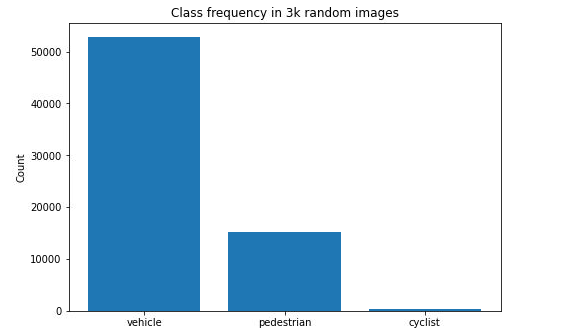 Class frequency in 3k random images
Count
50000
40000
30000
20000
10000
0
vehicle pedestrian cyclist